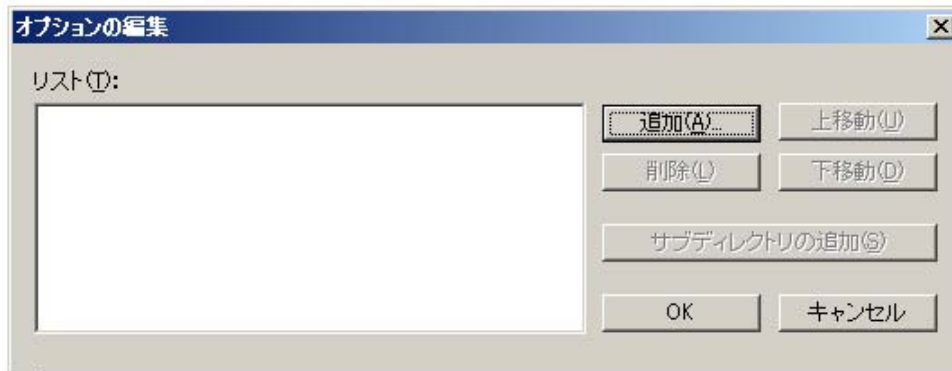 オプションの編集
リスト(T):
追加(A)... 上移動(U)
削除(L) 下移動(D)
サブディレクトリの追加(S)
OK キャンセル